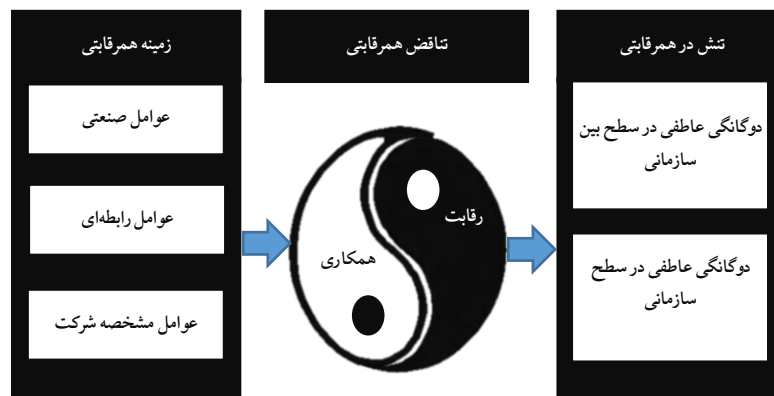 زمینه همرقابتی
عوامل صنعتی
عوامل رابطه‌ای
عوامل مشخصه شرکت
تناقض همرقابتی
رقابت
همکاری
تنش در همرقابتی
دوگانگی عاطفی در سطح بین
سازمانی
دوگانگی عاطفی در سطح
سازمانی